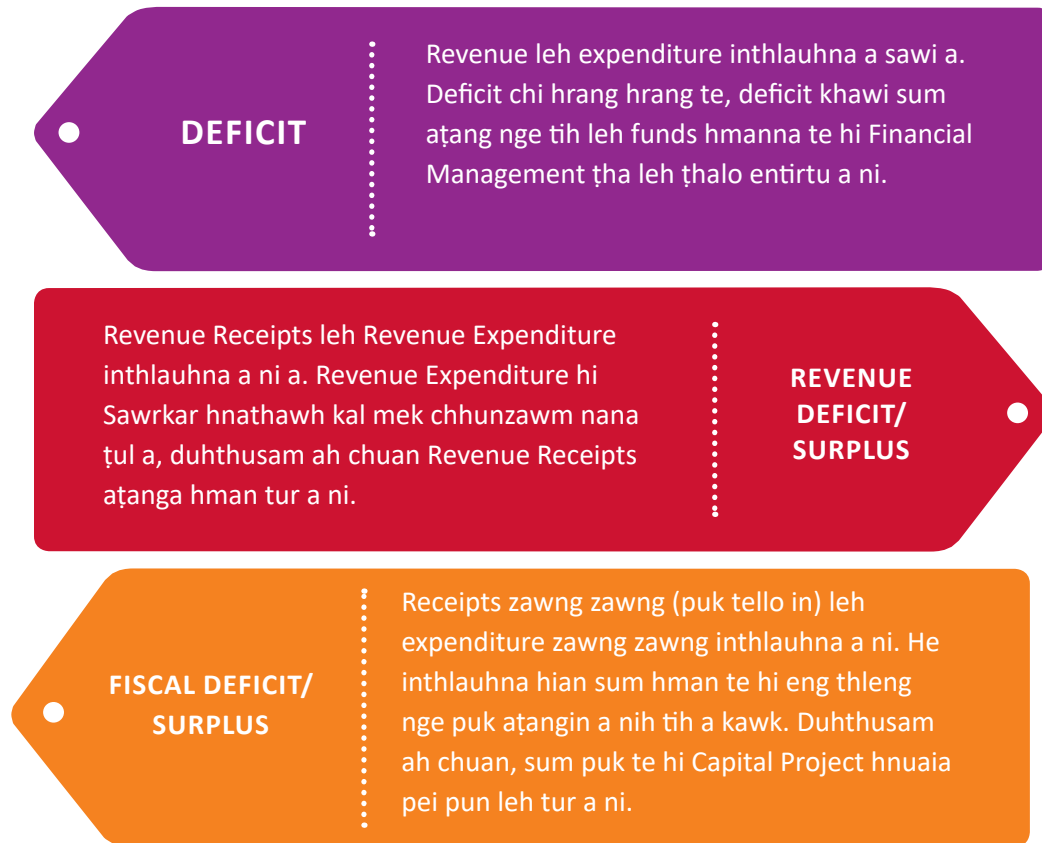 DEFICIT
Revenue leh expenditure inthlauhna a sawi a.
Deficit chi hrang hrang te, deficit khawi sum
aṭang nge tih leh funds hmanna te hi Financial
Management ṭha leh ṭhalo entirtu a ni.
Revenue Receipts leh Revenue Expenditure
inthlauhna a ni a. Revenue Expenditure hi
Sawrkar hnathawh kal mek chhunzawm nana
ṭul a, duhthusam ah chuan Revenue Receipts
aṭanga hman tur a ni.
REVENUE
DEFICIT/
SURPLUS
FISCAL DEFICIT/
SURPLUS
Receipts zawng zawng (puk tello in) leh
expenditure zawng zawng inthlauhna a ni. He
inthlauhna hian sum hman te hi eng thleng
nge puk aṭangin a nih tih a kawk. Duhthusam
ah chuan, sum puk te hi Capital Project hnuaia
pei pun leh tur a ni.